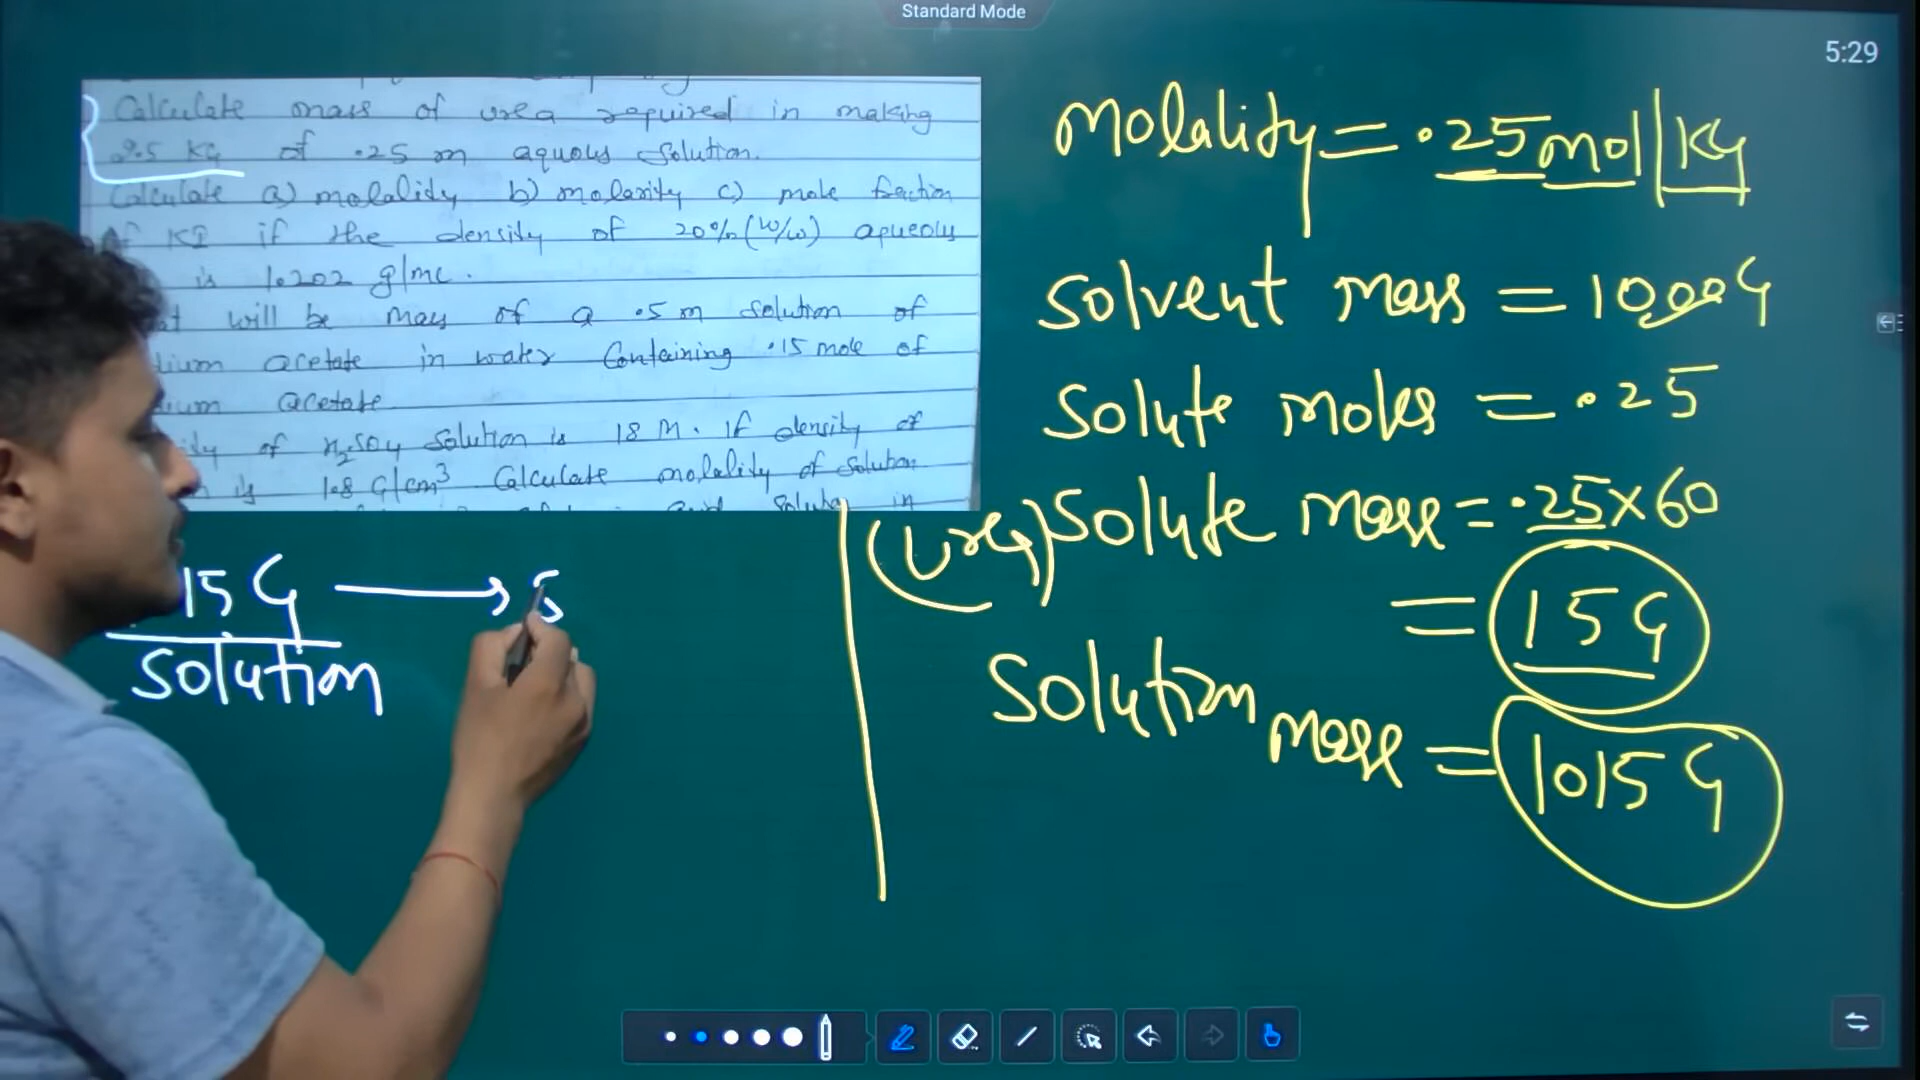 Standard Mode
5:29
Calculate mass of urea required in making
2.5 KG of .25 m aquous solution.
Calculate a) molality b) molarity c) mole fraction
of KI if the density of 20% (w/w) aqueous
is 1.202 g/mL.
will be mass of a .5 m solution of
acetate in water Containing .15 mole of
acetate
of H2SO4 solution is 18 M. If density of
is 1.8 G/cm3 Calculate molality of solution
acid solution in
molality = .25 mol | KG
solvent mass = 1000 G
solute moles = .25
(Urea) solute mass = .25 x 60
= 15 G
Solution mass = 1015 G
15 G → 5
solution